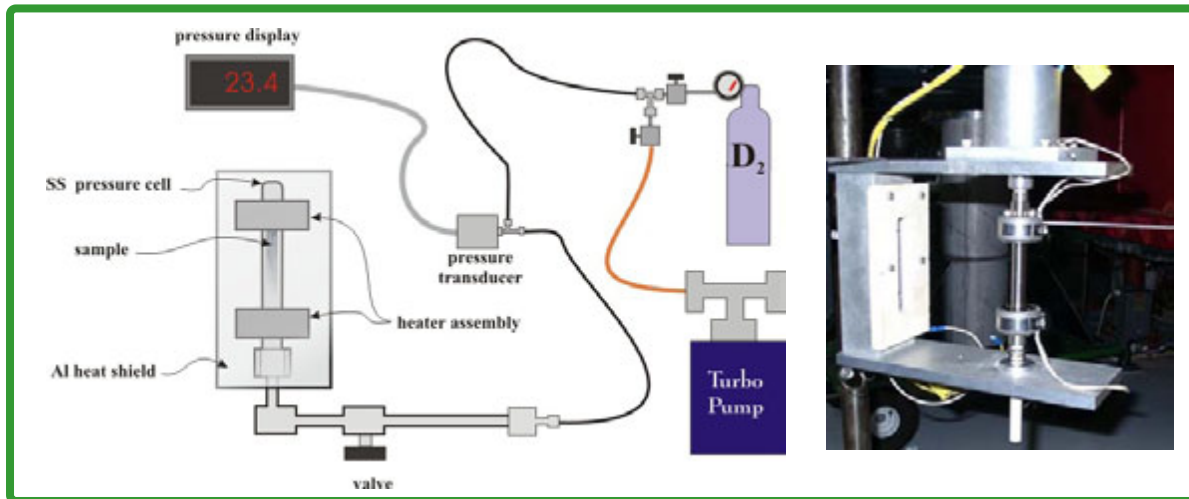 pressure display
23.4
SS pressure cell
sample
D2
pressure
transducer
heater assembly
Al heat shield
Turbo
Pump
valve